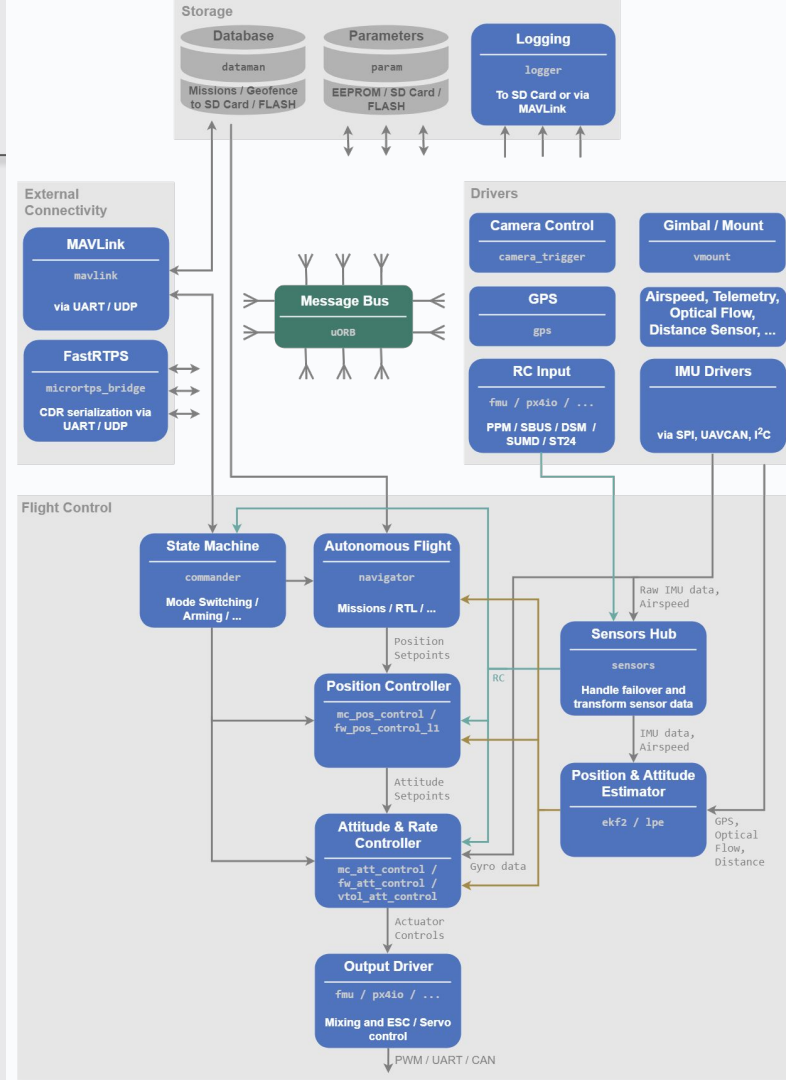 Storage
Database
dataman
Missions / Geofence
to SD Card / FLASH
Parameters
param
EEPROM / SD Card /
FLASH
Logging
logger
To SD Card or via
MAVLink
External
Connectivity
MAVLink
mavlink
via UART / UDP
FastRTPS
micrortps_bridge
CDR serialization via
UART / UDP
Message Bus
uORB
Drivers
Camera Control
camera_trigger
Gimbal / Mount
vmount
GPS
gps
Airspeed, Telemetry,
Optical Flow,
Distance Sensor, ...
RC Input
fmu / px4io / ...
PPM / SBUS / DSM /
SUMD / ST24
IMU Drivers
via SPI, UAVCAN, I²C
Flight Control
State Machine
commander
Mode Switching /
Arming / ...
Autonomous Flight
navigator
Missions / RTL / ...
Raw IMU data,
Airspeed
Sensors Hub
sensors
Handle failover and
transform sensor data
Position
Setpoints
RC
Position Controller
mc_pos_control /
fw_pos_control_l1
IMU data,
Airspeed
Position & Attitude
Estimator
ekf2 / lpe
GPS,
Optical
Flow,
Distance
Attitude
Setpoints
Attitude & Rate
Controller
mc_att_control /
fw_att_control /
vtol_att_control
Gyro data
Actuator
Controls
Output Driver
fmu / px4io / ...
Mixing and ESC / Servo
control
PWM / UART / CAN